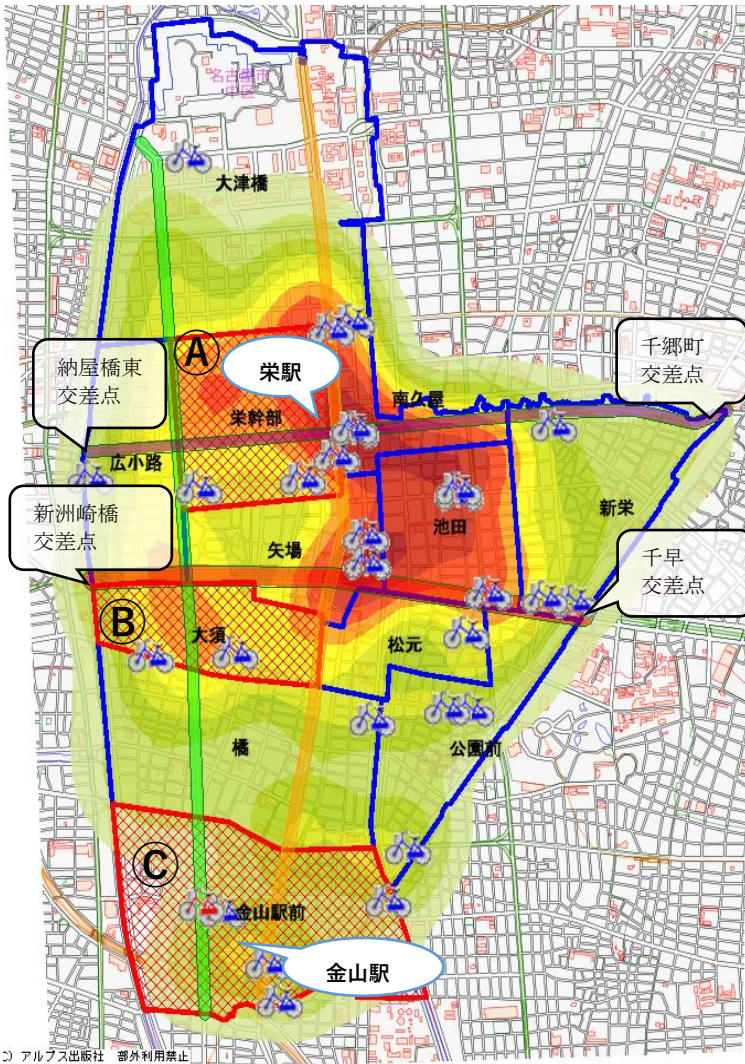 名古屋市
中区
大津橋
Ⓐ
栄駅
納屋橋東
交差点
千郷町
交差点
南久屋
栄幹部
広小路
池田
新栄
新洲崎橋
交差点
矢場
千早
交差点
Ⓑ
大須
松元
橘
公園前
Ⓒ
金山駅前
金山駅
アルプス出版社 部外利用禁止